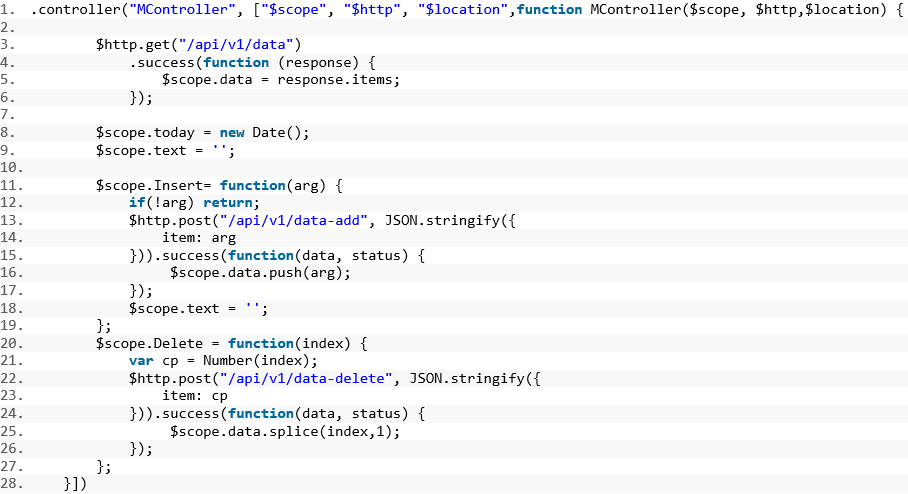 1. .controller("MController", ["$scope", "$http", "$location",function MController($scope, $http,$location) {
2.
3. $http.get("/api/v1/data")
4. .success(function (response) {
5. $scope.data = response.items;
6. });
7.
8. $scope.today = new Date();
9. $scope.text = '';
10.
11. $scope.Insert= function(arg) {
12. if(!arg) return;
13. $http.post("/api/v1/data-add", JSON.stringify({
14. item: arg
15. })).success(function(data, status) {
16. $scope.data.push(arg);
17. });
18. $scope.text = '';
19. };
20. $scope.Delete = function(index) {
21. var cp = Number(index);
22. $http.post("/api/v1/data-delete", JSON.stringify({
23. item: cp
24. })).success(function(data, status) {
25. $scope.data.splice(index,1);
26. });
27. };
28. }])